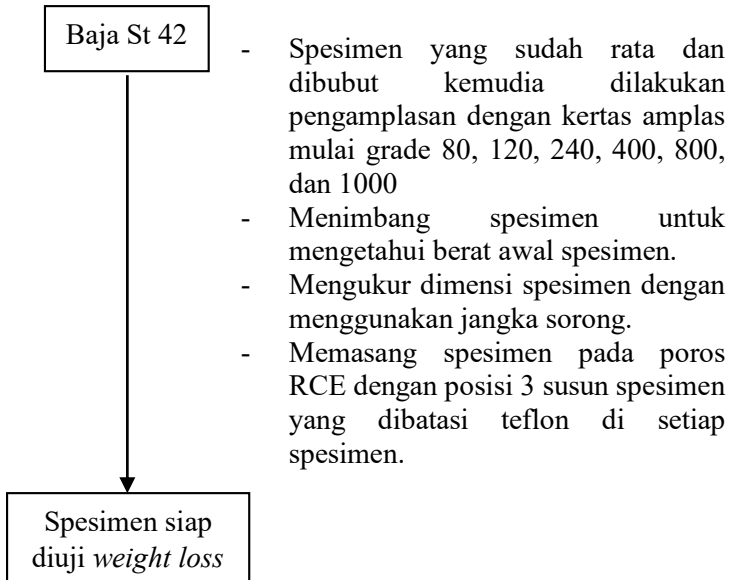 Baja St 42
- Spesimen yang sudah rata dan
dibubut kemudia dilakukan
pengamplasan dengan kertas amplas
mulai grade 80, 120, 240, 400, 800,
dan 1000
- Menimbang spesimen untuk
mengetahui berat awal spesimen.
- Mengukur dimensi spesimen dengan
menggunakan jangka sorong.
- Memasang spesimen pada poros
RCE dengan posisi 3 susun spesimen
yang dibatasi teflon di setiap
spesimen.
Spesimen siap
diuji weight loss